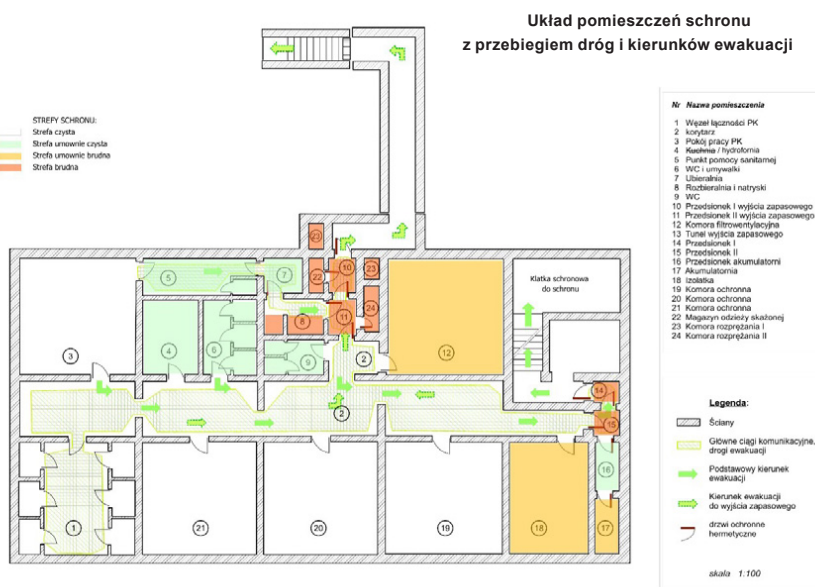 Układ pomieszczeń schronu
z przebiegiem dróg i kierunków ewakuacji
STREFY SCHRONU:
Strefa czysta
Strefa umownie czysta
Strefa umownie brudna
Strefa brudna
Nr Nazwa pomieszczenia
1 Węzeł łączności PK
2 korytarz
3 Pokój pracy PK
4 Kuchnia / hydrofornia
5 Punkt pomocy sanitarnej
6 WC i umywalki
7 Ubieralnia
8 Rozbieralnia i natryski
9 WC
10 Przedsionek I wyjścia zapasowego
11 Przedsionek II wyjścia zapasowego
12 Komora filtrowentylacyjna
13 Tunel wyjścia zapasowego
14 Przedsionek I
15 Przedsionek II
16 Przedsionek akumulatorni
17 Akumulatornia
18 Izolatka
19 Komora ochronna
20 Komora ochronna
21 Komora ochronna
22 Magazyn odzieży skażonej
23 Komora rozprężania I
24 Komora rozprężania II
23
5
7
22
10
23
Klatka schronowa
do schronu
24
8
11
3
4
6
9
2
12
14
2
15
16
1
21
20
19
18
17
Legenda:
Ściany
Główne ciągi komunikacyjne,
drogi ewakuacji
Podstawowy kierunek
ewakuacji
Kierunek ewakuacji
do wyjścia zapasowego
drzwi ochronne
hermetyczne
skala 1:100